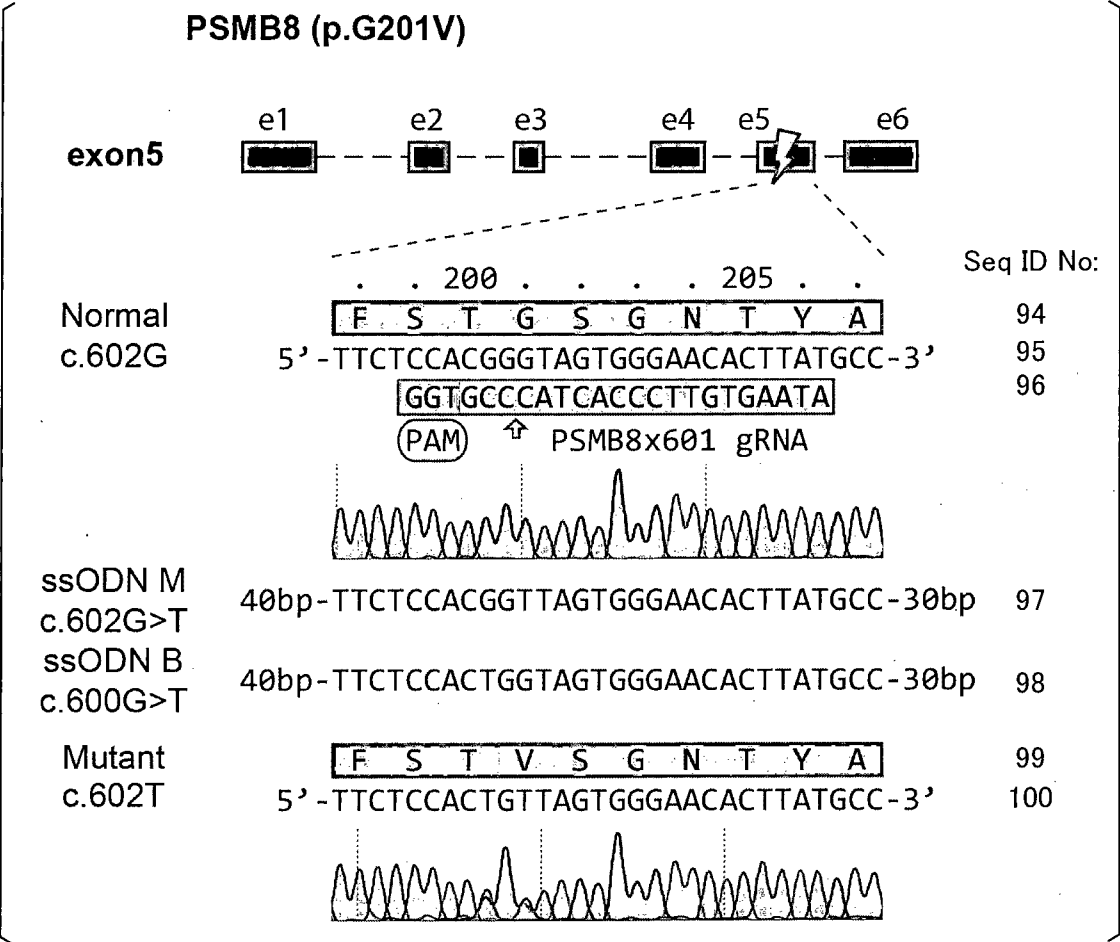 PSMB8 (p.G201V)
e1 e2 e3 e4 e5 e6
exon5
Seq ID No:
. . 200 . . . . 205 . .
Normal F S T G S G N T Y A 94
c.602G 5’-TTCTCCACGGGTAGTGGGAACACTTATGCC-3’ 95
GGTGCCCATCACCCTTGTGAATA 96
PAM PSMB8x601 gRNA
ssODN M
40bp-TTCTCCACGGTTAGTGGGAACACTTATGCC-30bp 97
c.602G>T
ssODN B
40bp-TTCTCCACTGGTAGTGGGAACACTTATGCC-30bp 98
c.600G>T
Mutant F S T V S G N T Y A 99
c.602T 5’-TTCTCCACTGTTAGTGGGAACACTTATGCC-3’ 100